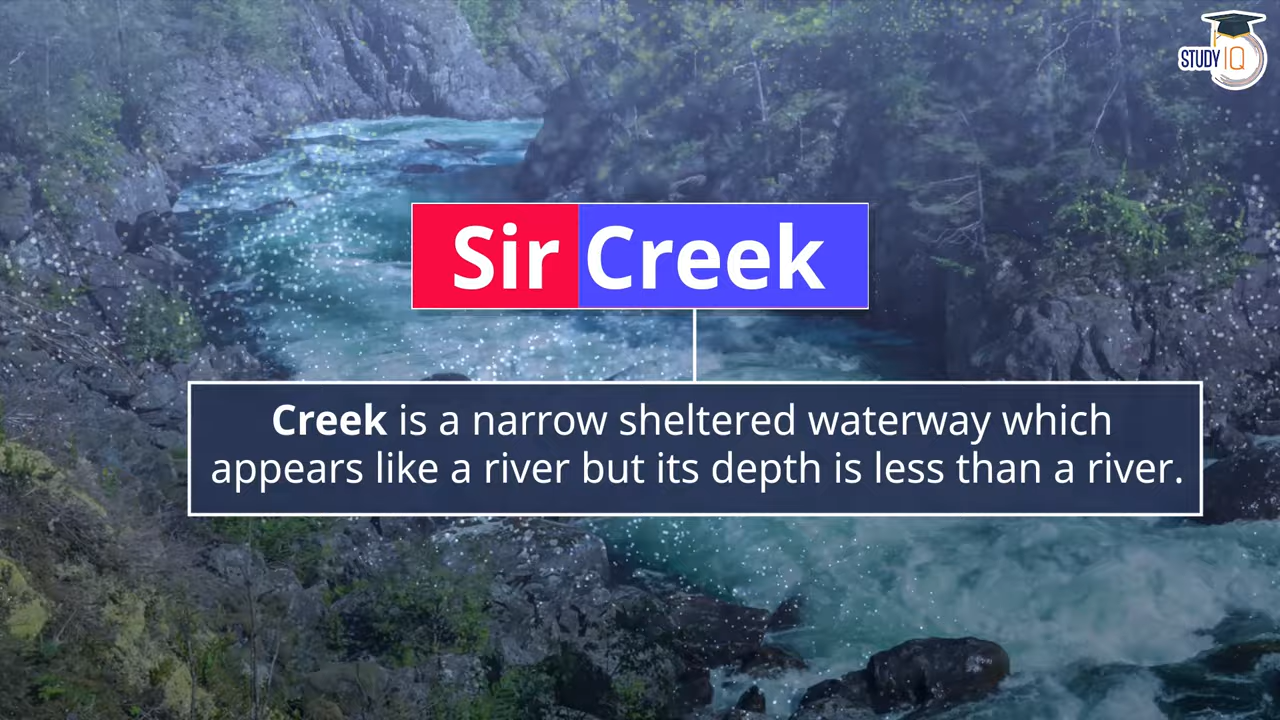 STUDY IQ
Sir Creek
Creek is a narrow sheltered waterway which
appears like a river but its depth is less than a river.